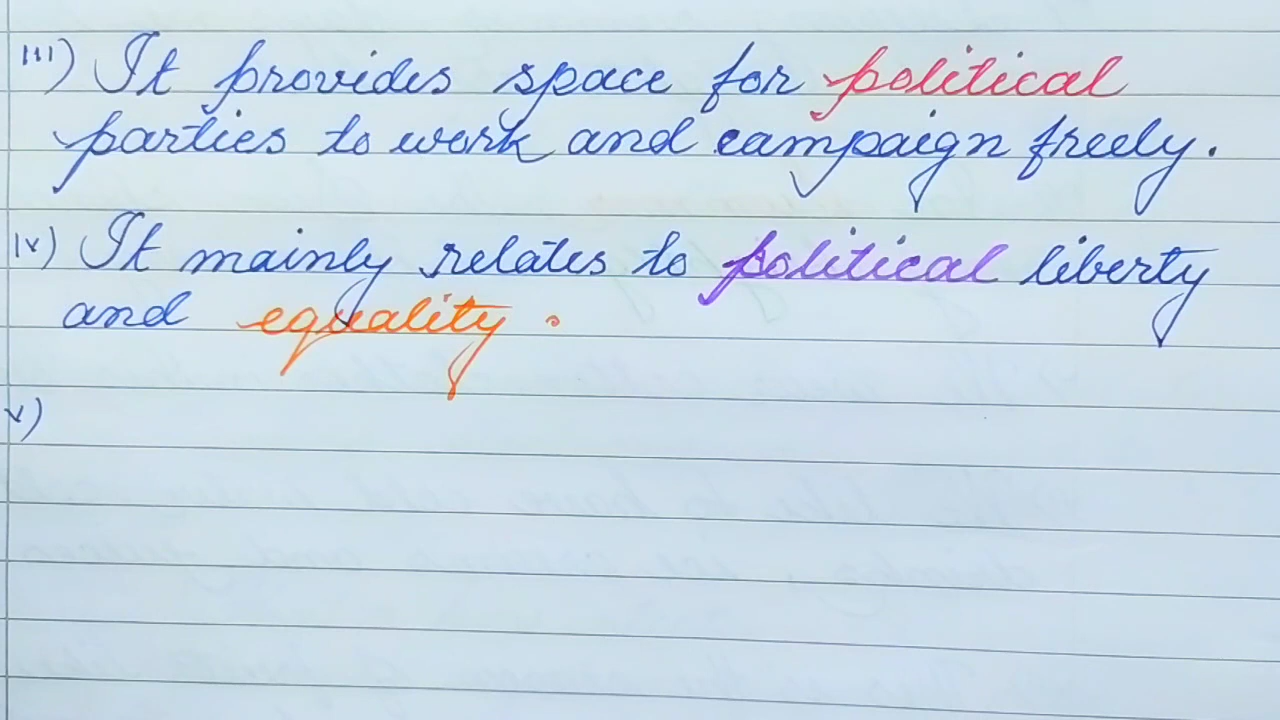 iii) It provides space for political
parties to work and campaign freely.
iv) It mainly relates to political liberty
and equality.
v)